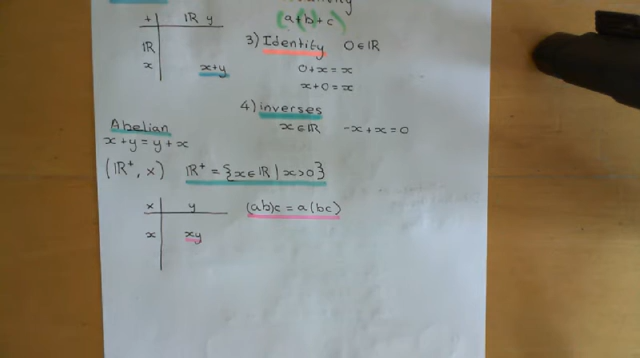 + ℝ y
(a+b+c)
ℝ
x x+y
3) Identity 0∈ℝ
0+x=x
x+0=x
4) inverses
x∈ℝ -x+x=0
Abelian
x+y=y+x
(ℝ⁺, ×) ℝ⁺ = {x∈ℝ | x>0}
× y (ab)c = a(bc)
x xy